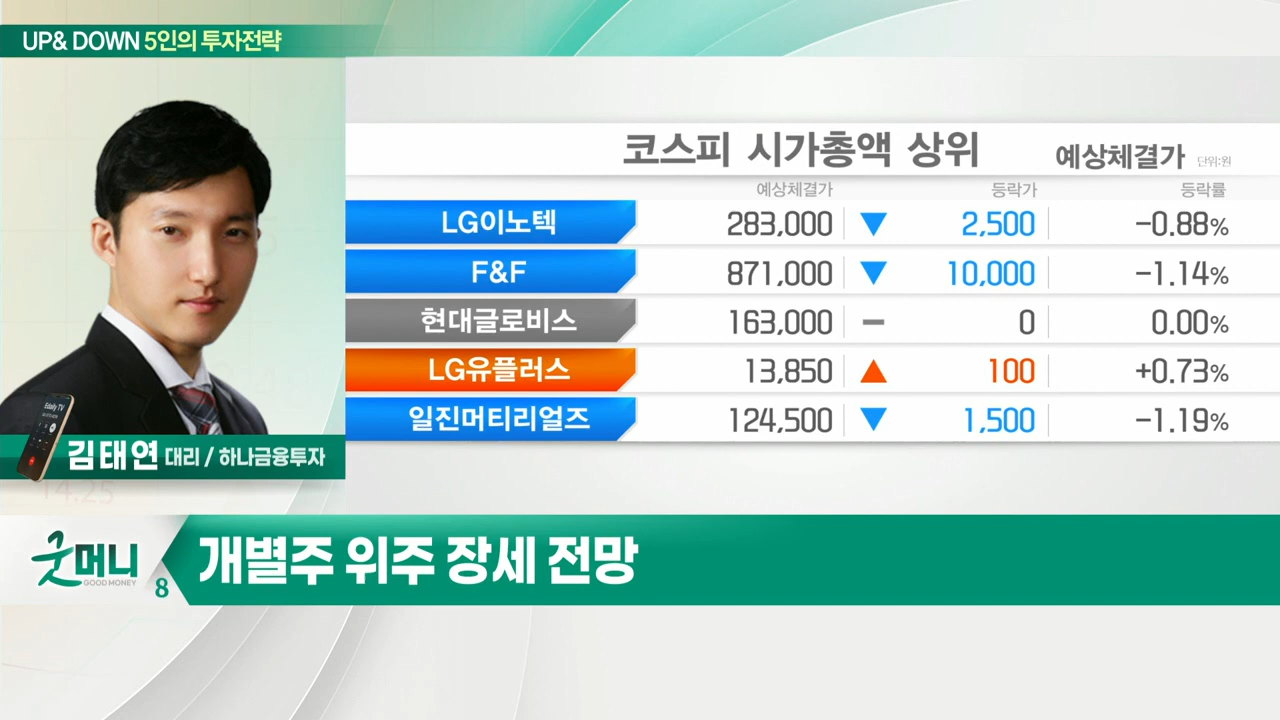 UP& DOWN 5인의 투자전략
코스피 시가총액 상위 예상체결가 단위:원
예상체결가 등락가 등락률
LG이노텍 283,000 ▼ 2,500 -0.88%
F&F 871,000 ▼ 10,000 -1.14%
현대글로비스 163,000 - 0 0.00%
LG유플러스 13,850 ▲ 100 +0.73%
일진머티리얼즈 124,500 ▼ 1,500 -1.19%
Edaily TV
김태연 대리 / 하나금융투자
14.25
굿머니
GOOD MONEY
8
개별주 위주 장세 전망